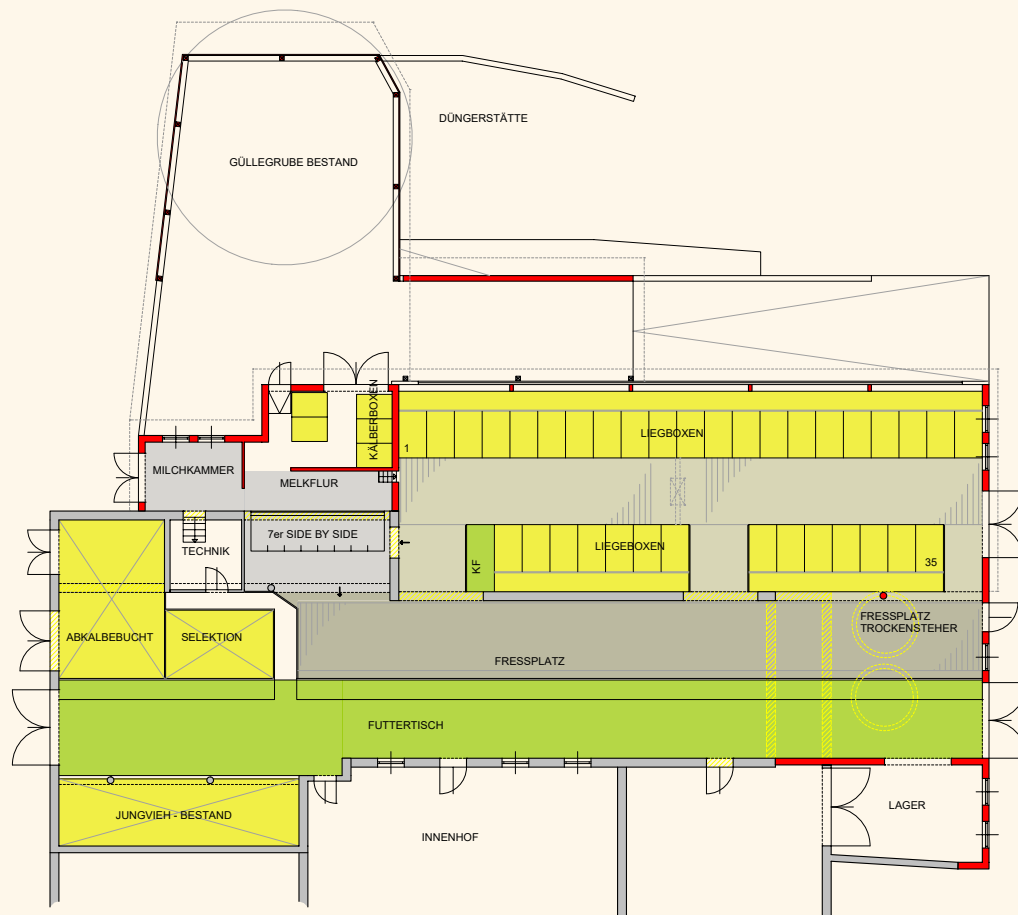 DÜNGERSTÄTTE
GÜLLEGRUBE BESTAND
KÄLBERBOXEN
LIEGBOXEN
1
MILCHKAMMER
MELKFLUR
7er SIDE BY SIDE
TECHNIK
LIEGEBOXEN
KF
35
ABKALBEBUCHT
SELEKTION
FRESSPLATZ
TROCKENSTEHER
FRESSPLATZ
FUTTERTISCH
JUNGVIEH - BESTAND
LAGER
INNENHOF